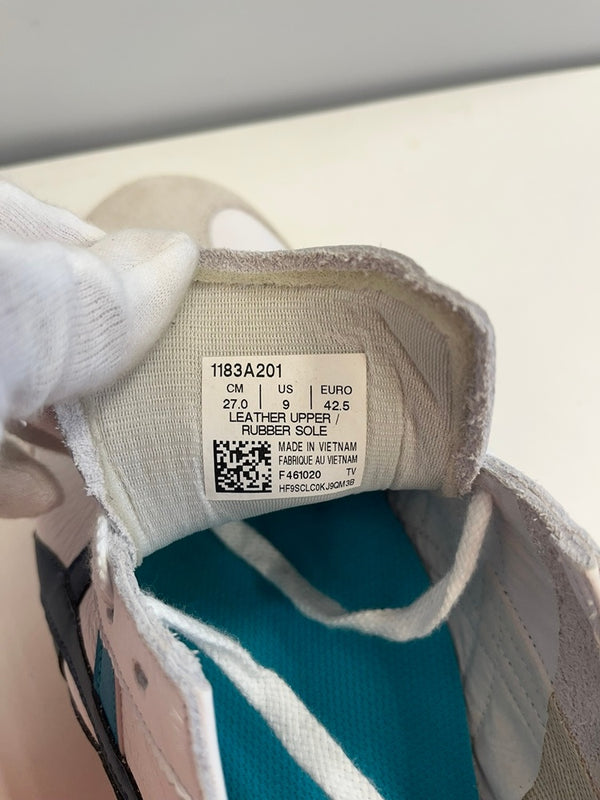 1183A201
CM | US | EURO
27.0 | 9 | 42.5
LEATHER UPPER /
RUBBER SOLE
MADE IN VIETNAM
FABRIQUE AU VIETNAM
F461020 TV
HF9SCLC0KJ9QM3B